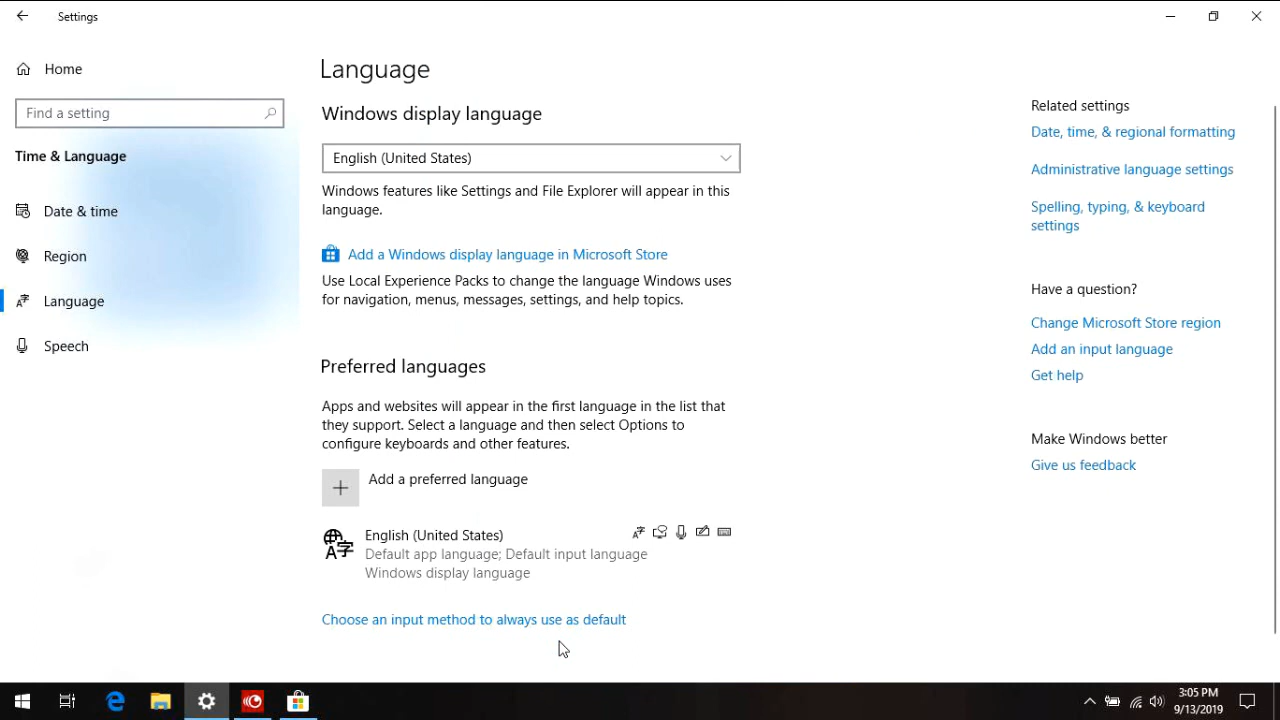 Settings
Home
Find a setting
Time & Language
Date & time
Region
Language
Speech
Language
Windows display language
English (United States)
Windows features like Settings and File Explorer will appear in this
language.
Add a Windows display language in Microsoft Store
Use Local Experience Packs to change the language Windows uses
for navigation, menus, messages, settings, and help topics.
Preferred languages
Apps and websites will appear in the first language in the list that
they support. Select a language and then select Options to
configure keyboards and other features.
Add a preferred language
English (United States)
Default app language; Default input language
Windows display language
Choose an input method to always use as default
Related settings
Date, time, & regional formatting
Administrative language settings
Spelling, typing, & keyboard
settings
Have a question?
Change Microsoft Store region
Add an input language
Get help
Make Windows better
Give us feedback
3:05 PM
9/13/2019